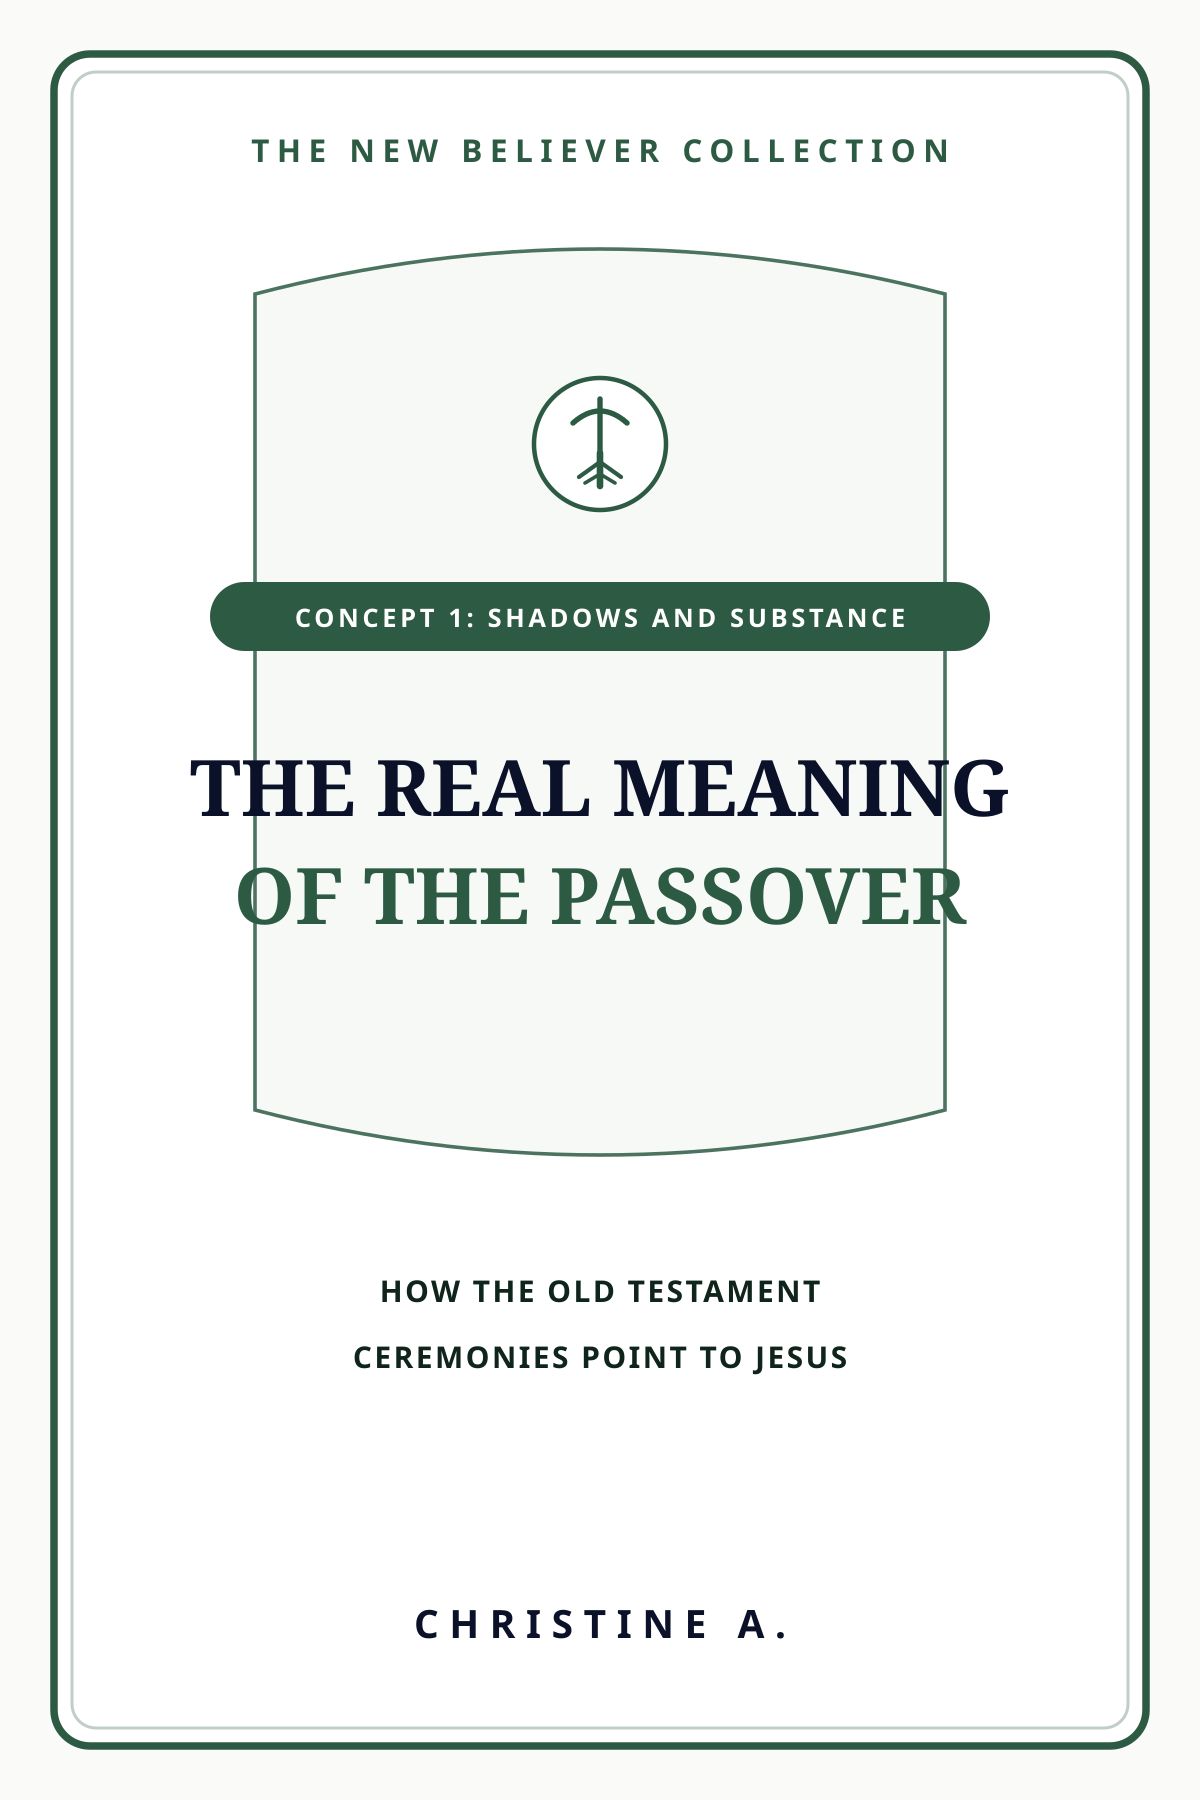 THE NEW BELIEVER COLLECTION
CONCEPT 1: SHADOWS AND SUBSTANCE
THE REAL MEANING
OF THE PASSOVER
HOW THE OLD TESTAMENT
CEREMONIES POINT TO JESUS
CHRISTINE A.